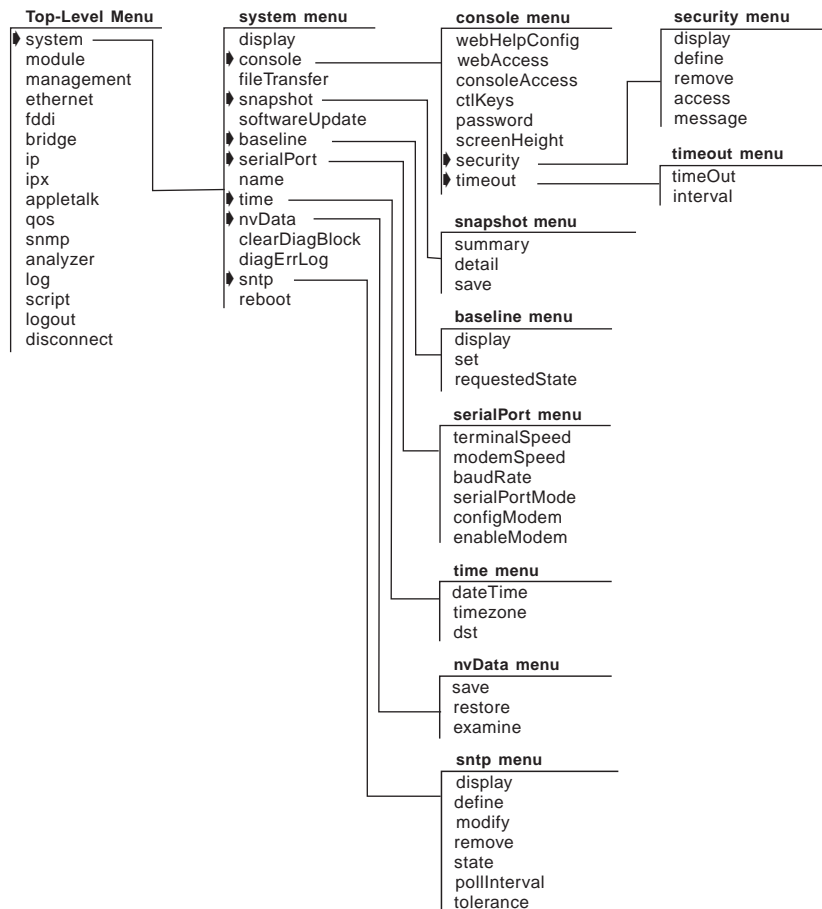 Top-Level Menu
system
module
management
ethernet
fddi
bridge
ip
ipx
appletalk
qos
snmp
analyzer
log
script
logout
disconnect
system menu
display
console
fileTransfer
snapshot
softwareUpdate
baseline
serialPort
name
time
nvData
clearDiagBlock
diagErrLog
sntp
reboot
console menu
webHelpConfig
webAccess
consoleAccess
ctlKeys
password
screenHeight
security
timeout
snapshot menu
summary
detail
save
baseline menu
display
set
requestedState
serialPort menu
terminalSpeed
modemSpeed
baudRate
serialPortMode
configModem
enableModem
time menu
dateTime
timezone
dst
nvData menu
save
restore
examine
sntp menu
display
define
modify
remove
state
pollInterval
tolerance
security menu
display
define
remove
access
message
timeout menu
timeOut
interval